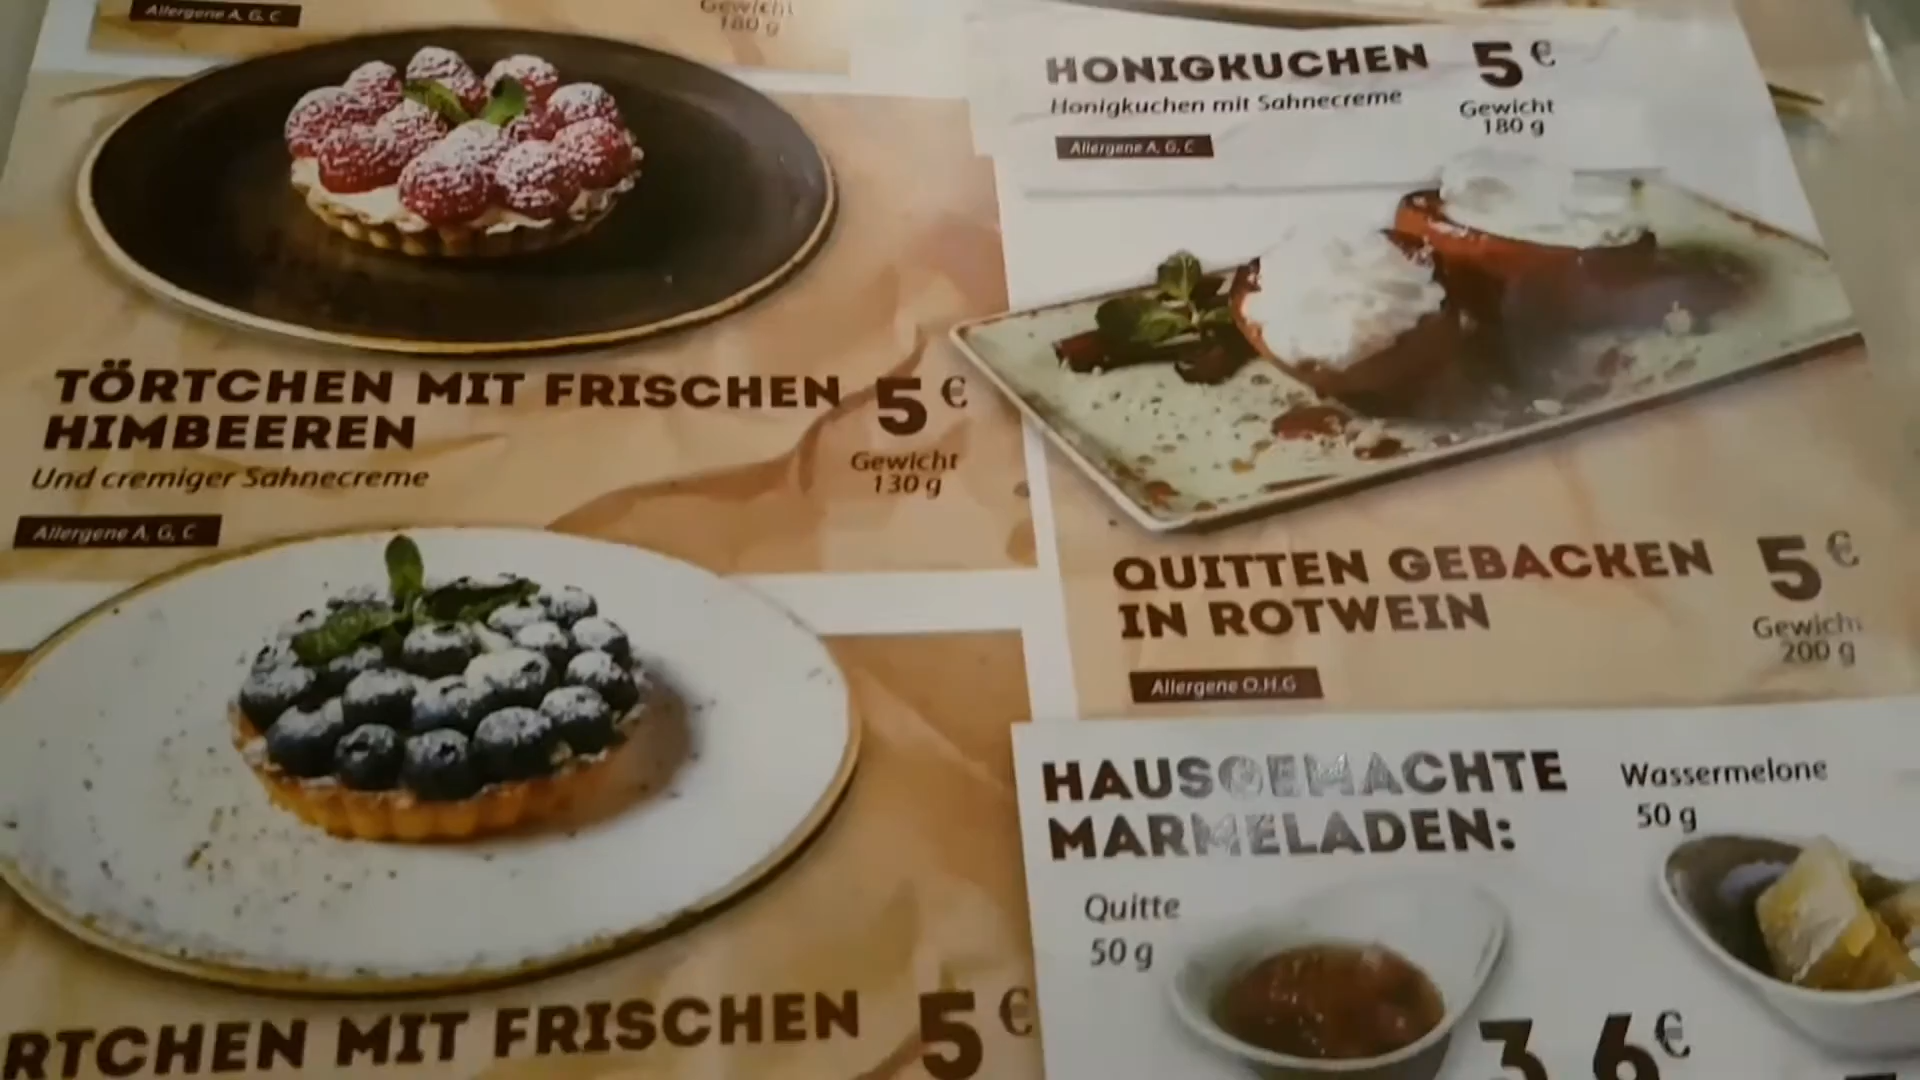 Allergene A, G, C
Gewicht
180 g
TÖRTCHEN MIT FRISCHEN
HIMBEEREN
Und cremiger Sahnecreme
5 €
Gewicht
130 g
Allergene A, G, C
RTCHEN MIT FRISCHEN
5 €
HONIGKUCHEN
5 €
Honigkuchen mit Sahnecreme
Gewicht
180 g
Allergene A, G, C
QUITTEN GEBACKEN
IN ROTWEIN
5 €
Gewicht
200 g
Allergene O.H.G
HAUSGEMACHTE
MARMELADEN:
Wassermelone
50 g
Quitte
50 g
3,6 €